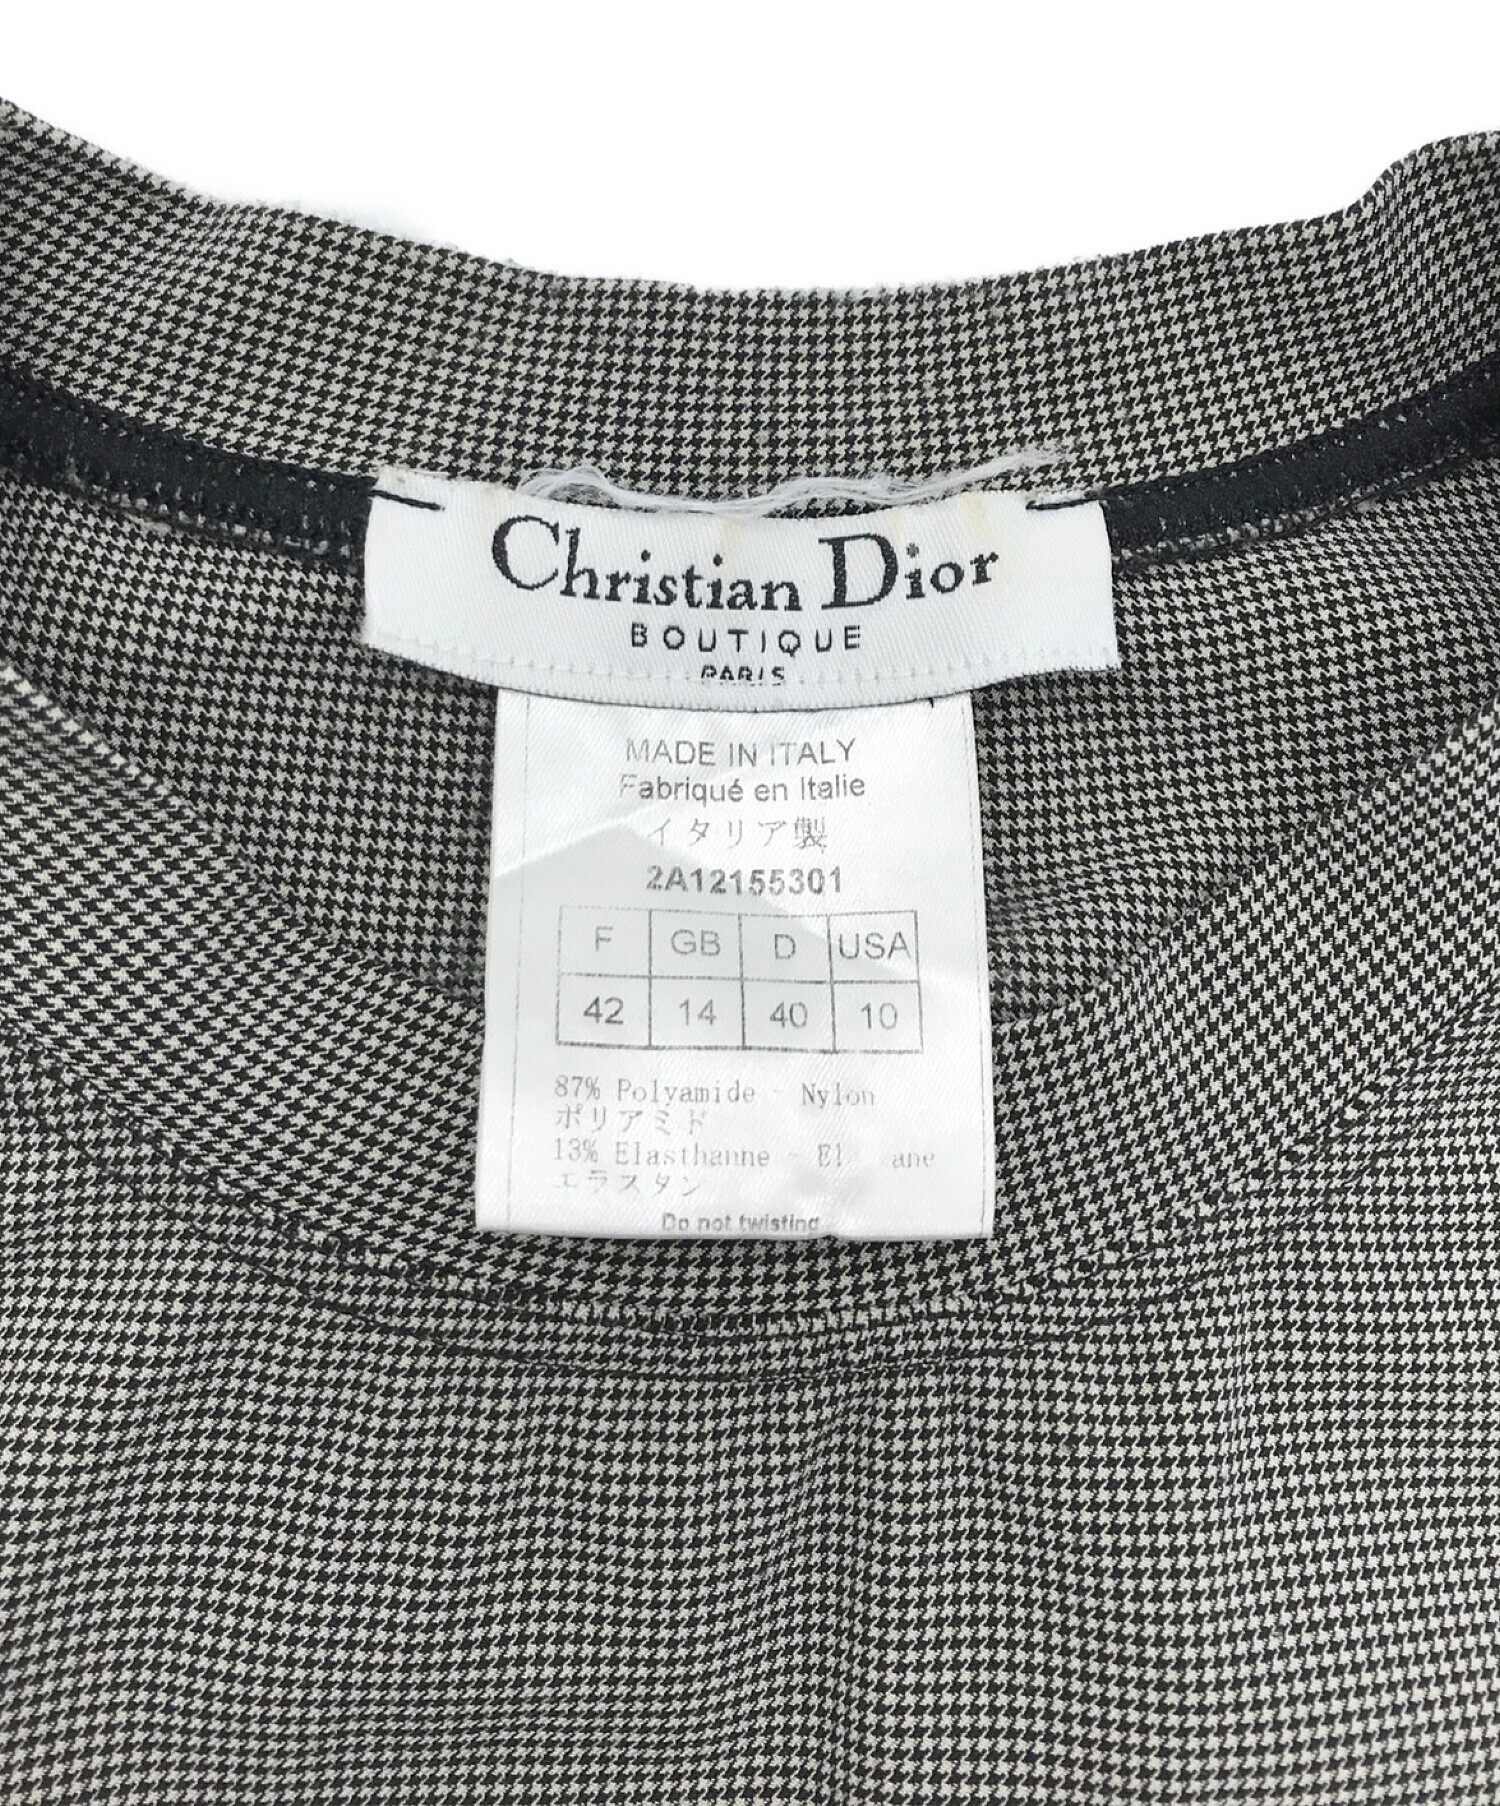 Christian Dior
BOUTIQUE
PARIS
MADE IN ITALY
Fabriqué en Italie
イタリア製
2A12155301
F GB D USA
42 14 40 10
87% Polyamide - Nylon
ポリアミド
13% Elasthanne -
エラスタン
Do not twisting